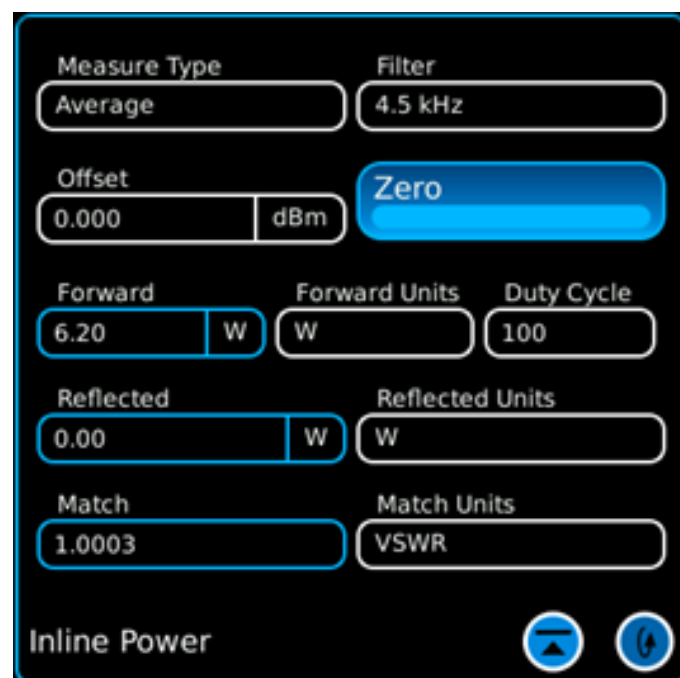 Measure Type Filter
Average 4.5 kHz
Offset Zero
0.000 dBm
Forward Forward Units Duty Cycle
6.20 W W 100
Reflected Reflected Units
0.00 W W
Match Match Units
1.0003 VSWR
Inline Power